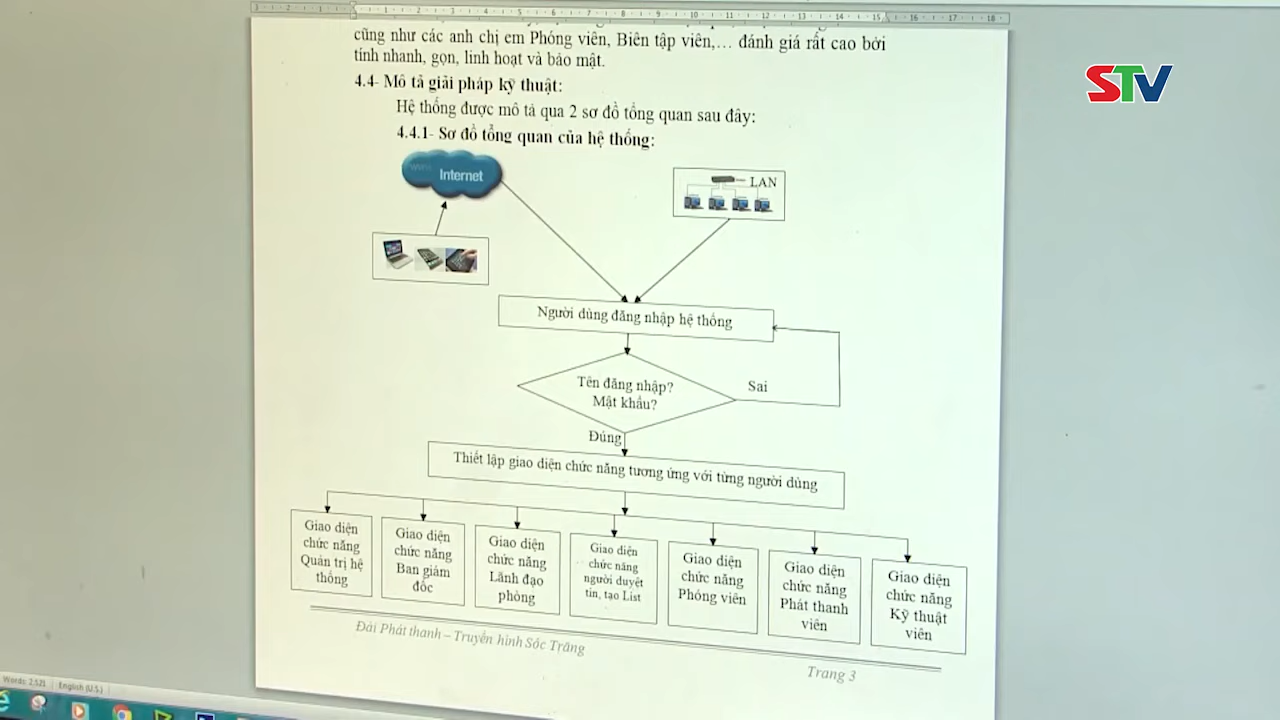 cũng như các anh chị em Phóng viên, Biên tập viên,… đánh giá rất cao bởi
tính nhanh, gọn, linh hoạt và bảo mật.
STV
4.4- Mô tả giải pháp kỹ thuật:
Hệ thống được mô tả qua 2 sơ đồ tổng quan sau đây:
4.4.1- Sơ đồ tổng quan của hệ thống:
www
Internet
LAN
Người dùng đăng nhập hệ thống
Tên đăng nhập?
Mật khẩu?
Sai
Đúng
Thiết lập giao diện chức năng tương ứng với từng người dùng
Giao diện
chức năng
Quản trị hệ
thống
Giao diện
chức năng
Ban giám
đốc
Giao diện
chức năng
Lãnh đạo
phòng
Giao diện
chức năng
người duyệt
tin, tạo List
Giao diện
chức năng
Phóng viên
Giao diện
chức năng
Phát thanh
viên
Giao diện
chức năng
Kỹ thuật
viên
Đài Phát thanh – Truyền hình Sóc Trăng
Trang 3
Words: 2,521
English (U.S.)